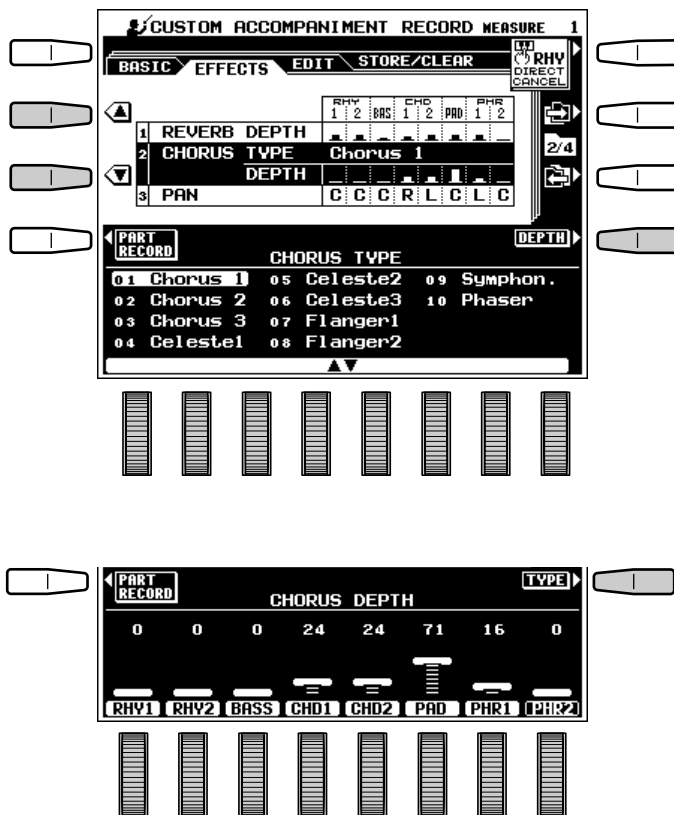 CUSTOM ACCOMPANIMENT RECORD MEASURE 1
BASIC EFFECTS EDIT STORE/CLEAR
RHY
DIRECT
CANCEL
RHY CHD PHR
1 2 BAS 1 2 PAD 1 2
1 REVERB DEPTH
2 CHORUS TYPE Chorus 1
2/4
DEPTH
3 PAN C C C R L C L C
PART
RECORD
DEPTH
CHORUS TYPE
01 Chorus 1 05 Celeste2 09 Symphon.
02 Chorus 2 06 Celeste3 10 Phaser
03 Chorus 3 07 Flanger1
04 Celeste1 08 Flanger2
PART
RECORD
TYPE
CHORUS DEPTH
0 0 0 24 24 71 16 0
RHY1 RHY2 BASS CHD1 CHD2 PAD PHR1 PHR2